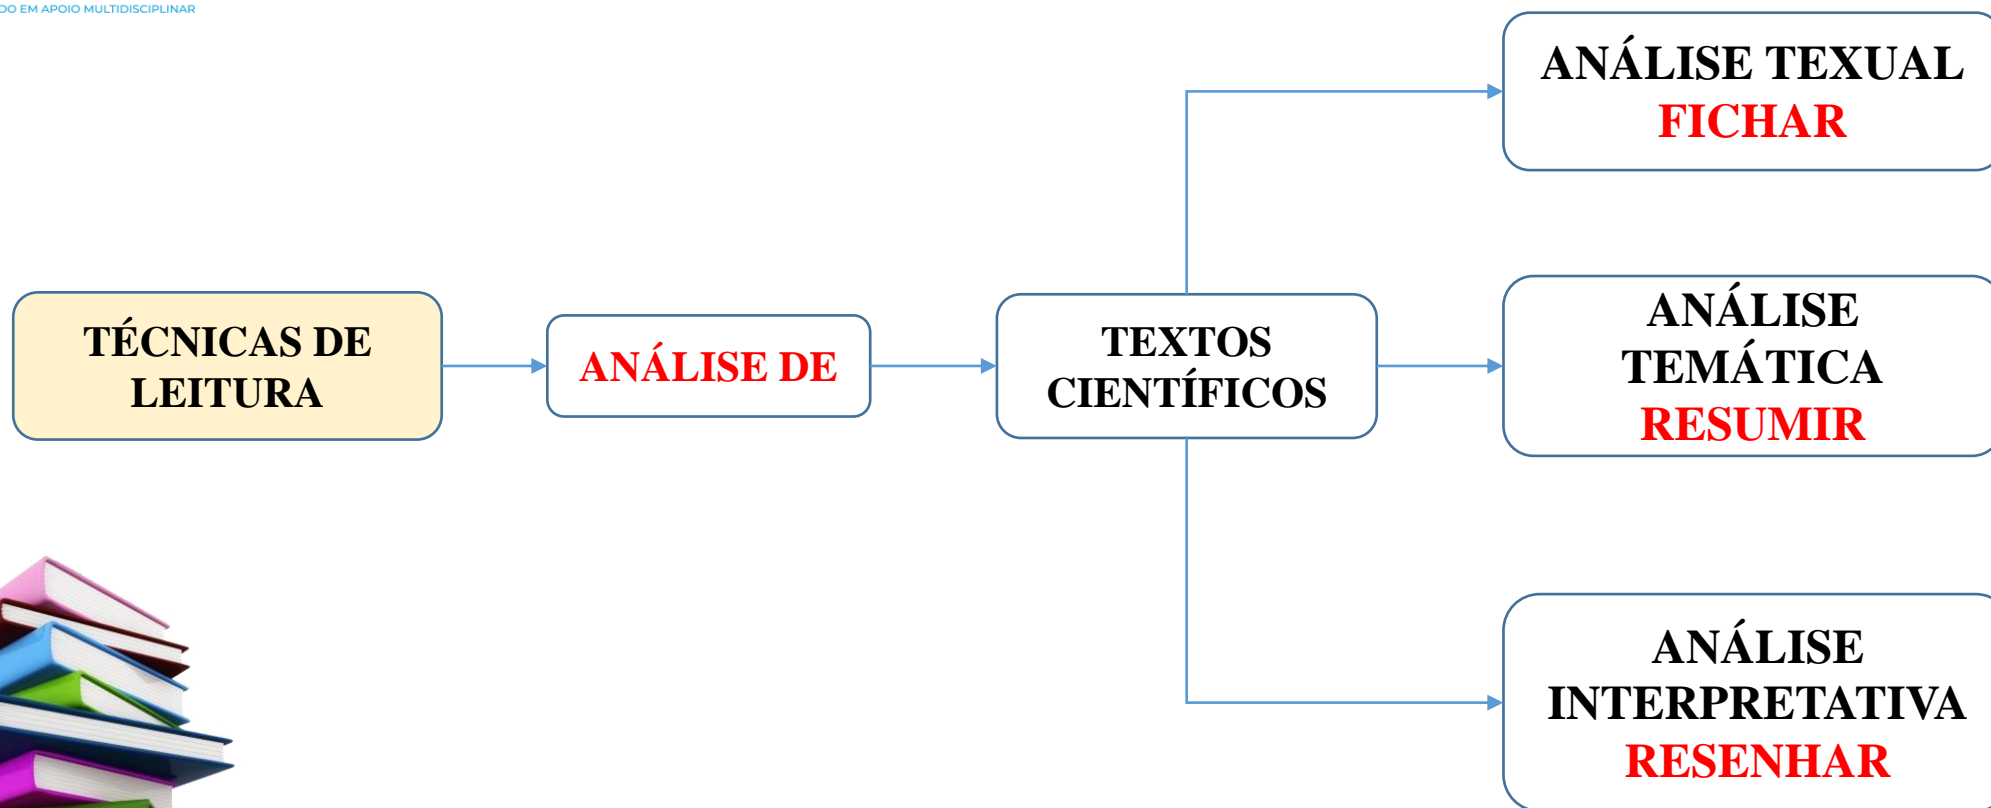 DO EM APOIO MULTIDISCIPLINAR
TÉCNICAS DE
LEITURA
ANÁLISE DE
TEXTOS
CIENTÍFICOS
ANÁLISE TEXUAL
FICHAR
ANÁLISE
TEMÁTICA
RESUMIR
ANÁLISE
INTERPRETATIVA
RESENHAR